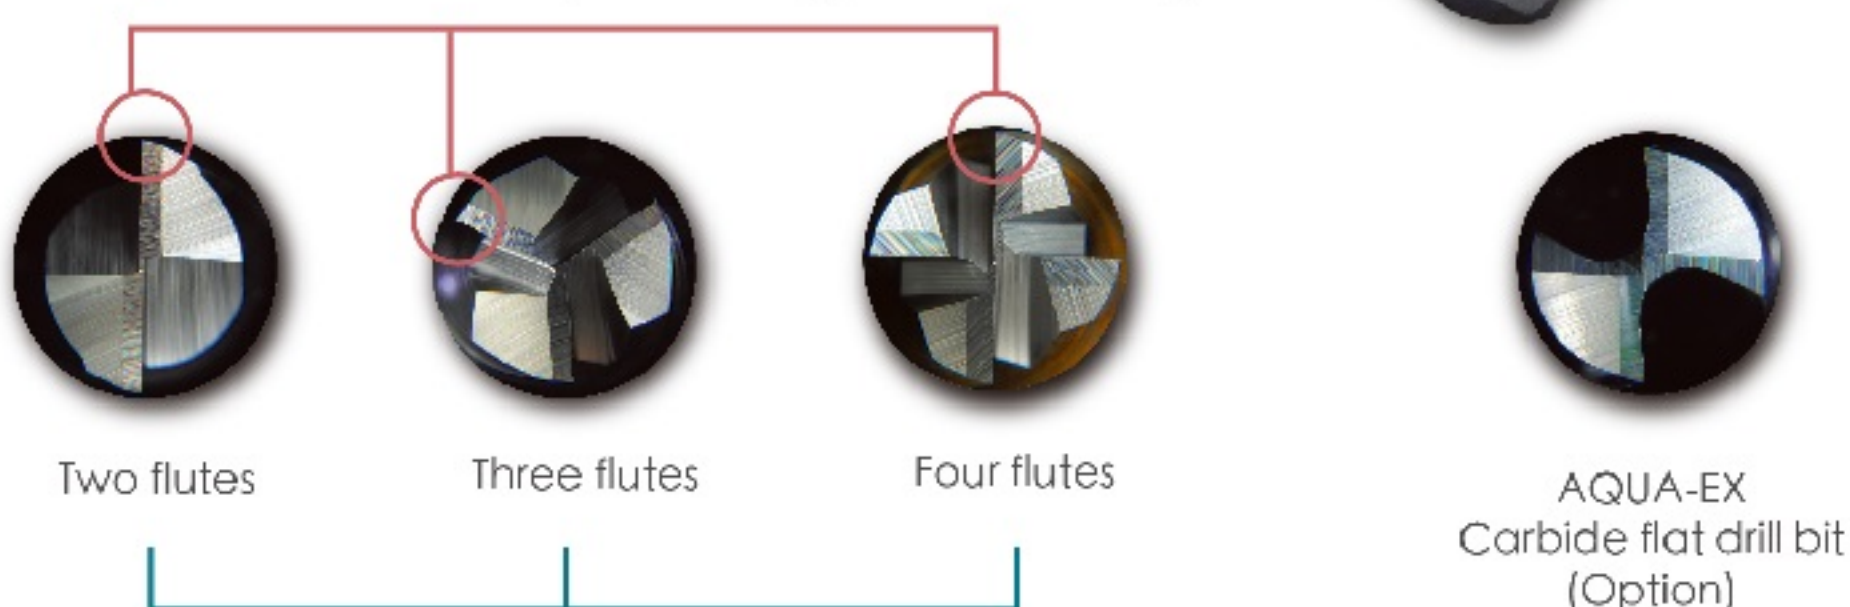 Two flutes
Three flutes
Four flutes
AQUA-EX
Carbide flat drill bit
(Option)